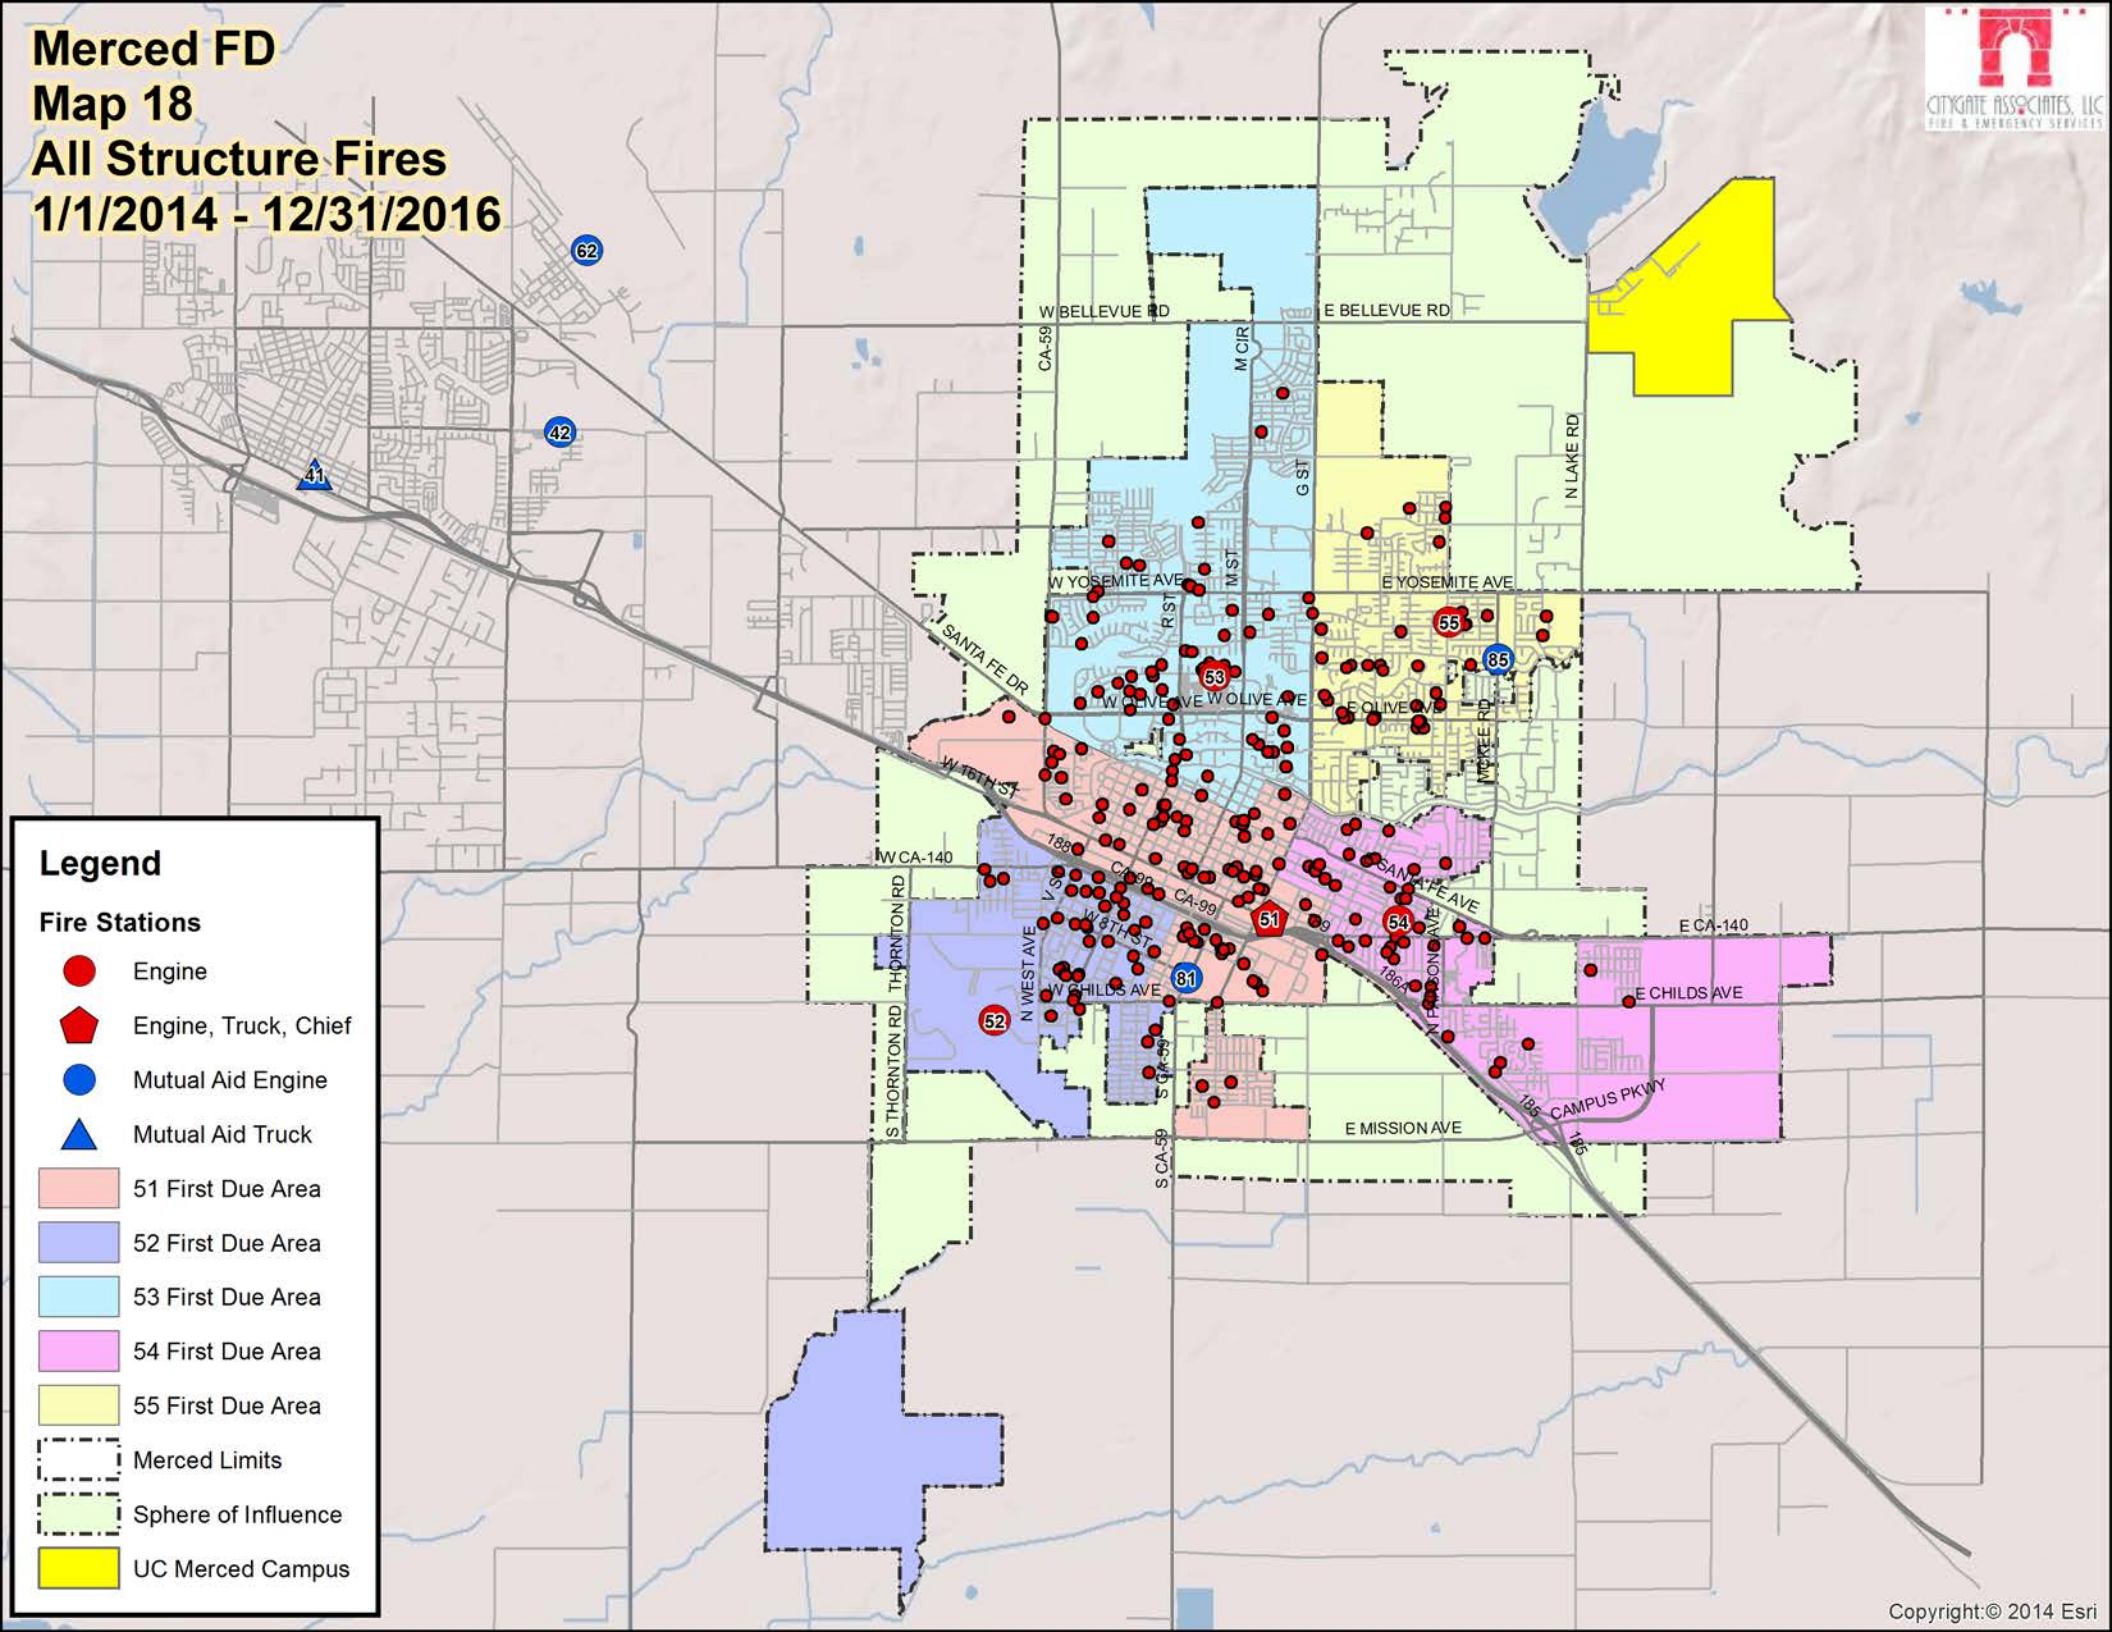 Merced FD
Map 18
All Structure Fires
1/1/2014 - 12/31/2016
CITYGATE ASSOCIATES, LLC
FIRE & EMERGENCY SERVICES
62
42
41
W BELLEVUE RD
E BELLEVUE RD
CA-59
M CIR
G ST
N LAKE RD
W YOSEMITE AVE
E YOSEMITE AVE
M ST
R ST
55
85
53
SANTA FE DR
W OLIVE AVE
W OLIVE AVE
E OLIVE AVE
MCKEE RD
W 16TH ST
188
CA-99
CA-99
99
W CA-140
V S
W 8TH ST
SANTA FE AVE
51
54
E CA-140
N THORNTON RD
N WEST AVE
81
W CHILDS AVE
186A
N PARSONS AVE
E CHILDS AVE
52
S THORNTON RD
S CA-59
185
CAMPUS PKWY
E MISSION AVE
185
S CA-59
Legend
Fire Stations
Engine
Engine, Truck, Chief
Mutual Aid Engine
Mutual Aid Truck
51 First Due Area
52 First Due Area
53 First Due Area
54 First Due Area
55 First Due Area
Merced Limits
Sphere of Influence
UC Merced Campus
Copyright:© 2014 Esri